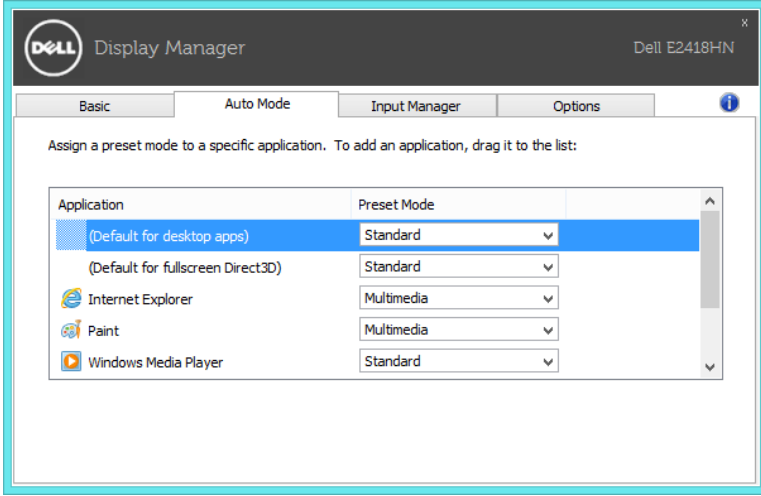 x
DELL Display Manager Dell E2418HN
Basic Auto Mode Input Manager Options i
Assign a preset mode to a specific application. To add an application, drag it to the list:
Application Preset Mode
(Default for desktop apps) Standard
(Default for fullscreen Direct3D) Standard
Internet Explorer Multimedia
Paint Multimedia
Windows Media Player Standard